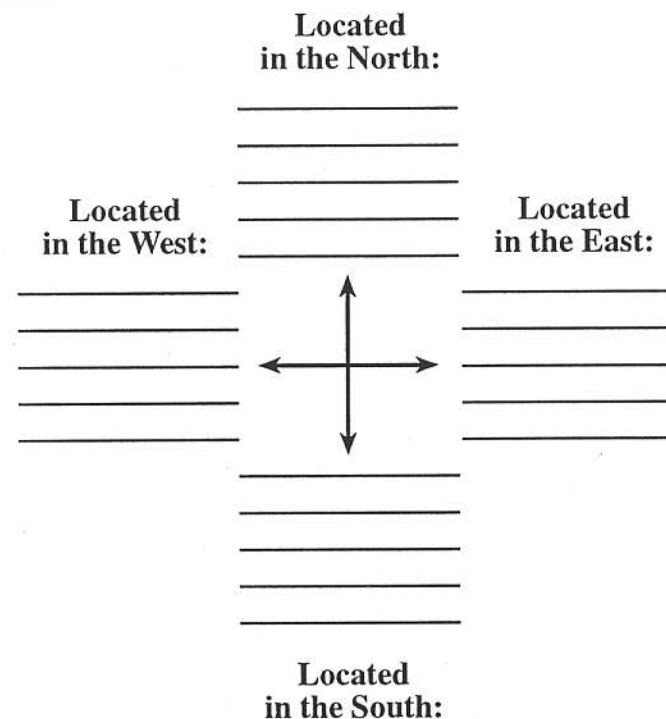 Located
in the North:
Located
in the West:
Located
in the East:
Located
in the South: